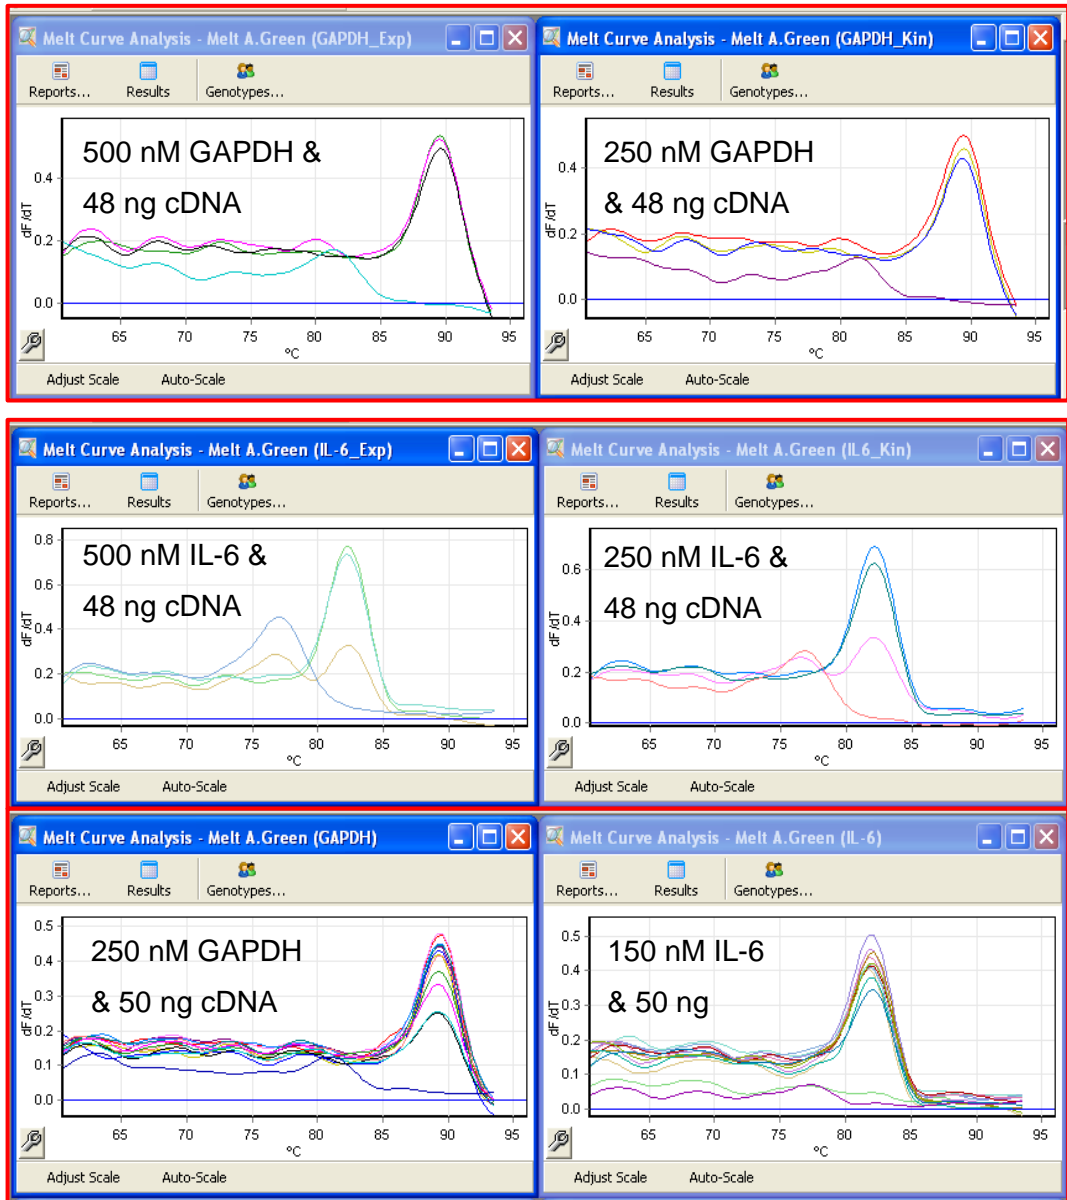 Melt Curve Analysis - Melt A.Green (GAPDH_Exp)
Reports... Results Genotypes...
500 nM GAPDH &
48 ng cDNA
0.4
0.2
0.0
dF/dT
65 70 75 80 85 90 95
°C
Adjust Scale Auto-Scale
Melt Curve Analysis - Melt A.Green (GAPDH_Kin)
Reports... Results Genotypes...
250 nM GAPDH
& 48 ng cDNA
0.4
0.2
0.0
dF/dT
65 70 75 80 85 90 95
°C
Adjust Scale Auto-Scale
Melt Curve Analysis - Melt A.Green (IL-6_Exp)
Reports... Results Genotypes...
500 nM IL-6 &
48 ng cDNA
0.8
0.6
0.4
0.2
0.0
dF/dT
65 70 75 80 85 90 95
°C
Adjust Scale Auto-Scale
Melt Curve Analysis - Melt A.Green (IL6_Kin)
Reports... Results Genotypes...
250 nM IL-6 &
48 ng cDNA
0.6
0.4
0.2
0.0
dF/dT
65 70 75 80 85 90 95
°C
Adjust Scale Auto-Scale
Melt Curve Analysis - Melt A.Green (GAPDH)
Reports... Results Genotypes...
250 nM GAPDH
& 50 ng cDNA
0.5
0.4
0.3
0.2
0.1
0.0
dF/dT
65 70 75 80 85 90 95
°C
Adjust Scale Auto-Scale
Melt Curve Analysis - Melt A.Green (IL-6)
Reports... Results Genotypes...
150 nM IL-6
& 50 ng
0.5
0.4
0.3
0.2
0.1
0.0
dF/dT
65 70 75 80 85 90 95
°C
Adjust Scale Auto-Scale